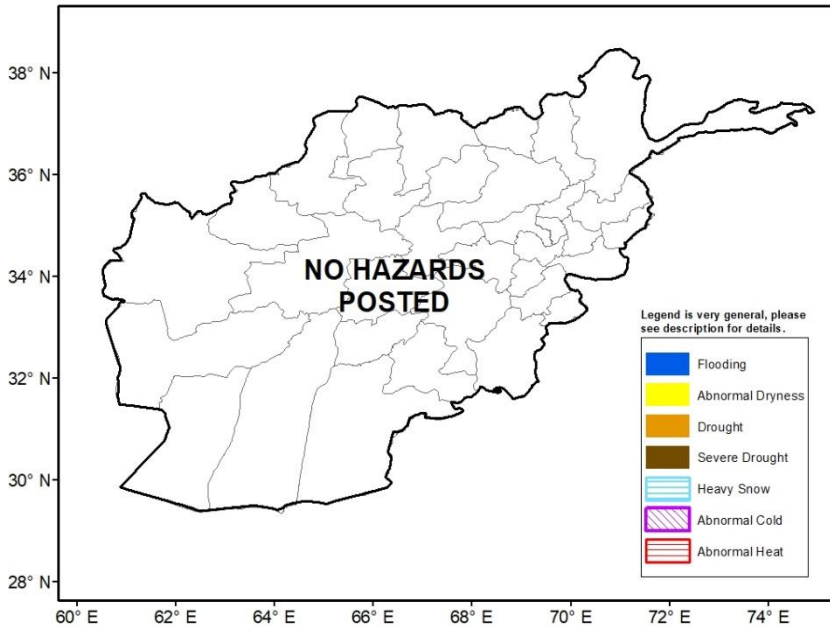 38° N
36° N
34° N
32° N
30° N
28° N
NO HAZARDS
POSTED
Legend is very general, please
see description for details.
Flooding
Abnormal Dryness
Drought
Severe Drought
Heavy Snow
Abnormal Cold
Abnormal Heat
60° E
62° E
64° E
66° E
68° E
70° E
72° E
74° E